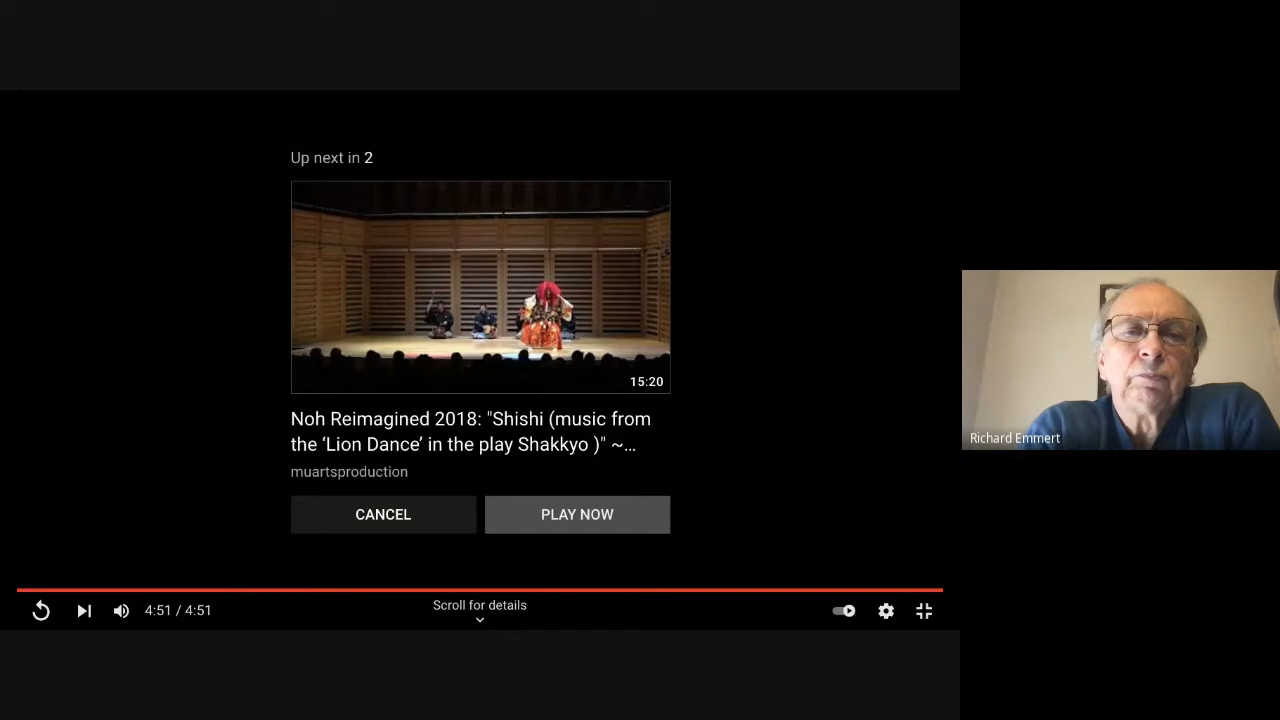 Up next in 2
15:20
Noh Reimagined 2018: "Shishi (music from
the ‘Lion Dance’ in the play Shakkyo )" ~...
muartsproduction
CANCEL
PLAY NOW
4:51 / 4:51
Scroll for details
Richard Emmert